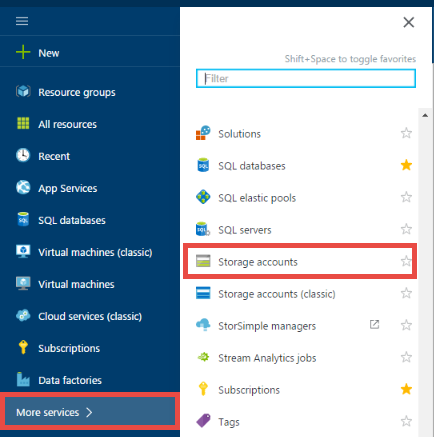 New
Resource groups
All resources
Recent
App Services
SQL databases
Virtual machines (classic)
Virtual machines
Cloud services (classic)
Subscriptions
Data factories
More services >
Shift+Space to toggle favorites
Filter
Solutions
SQL databases
SQL elastic pools
SQL servers
Storage accounts
Storage accounts (classic)
StorSimple managers
Stream Analytics jobs
Subscriptions
Tags